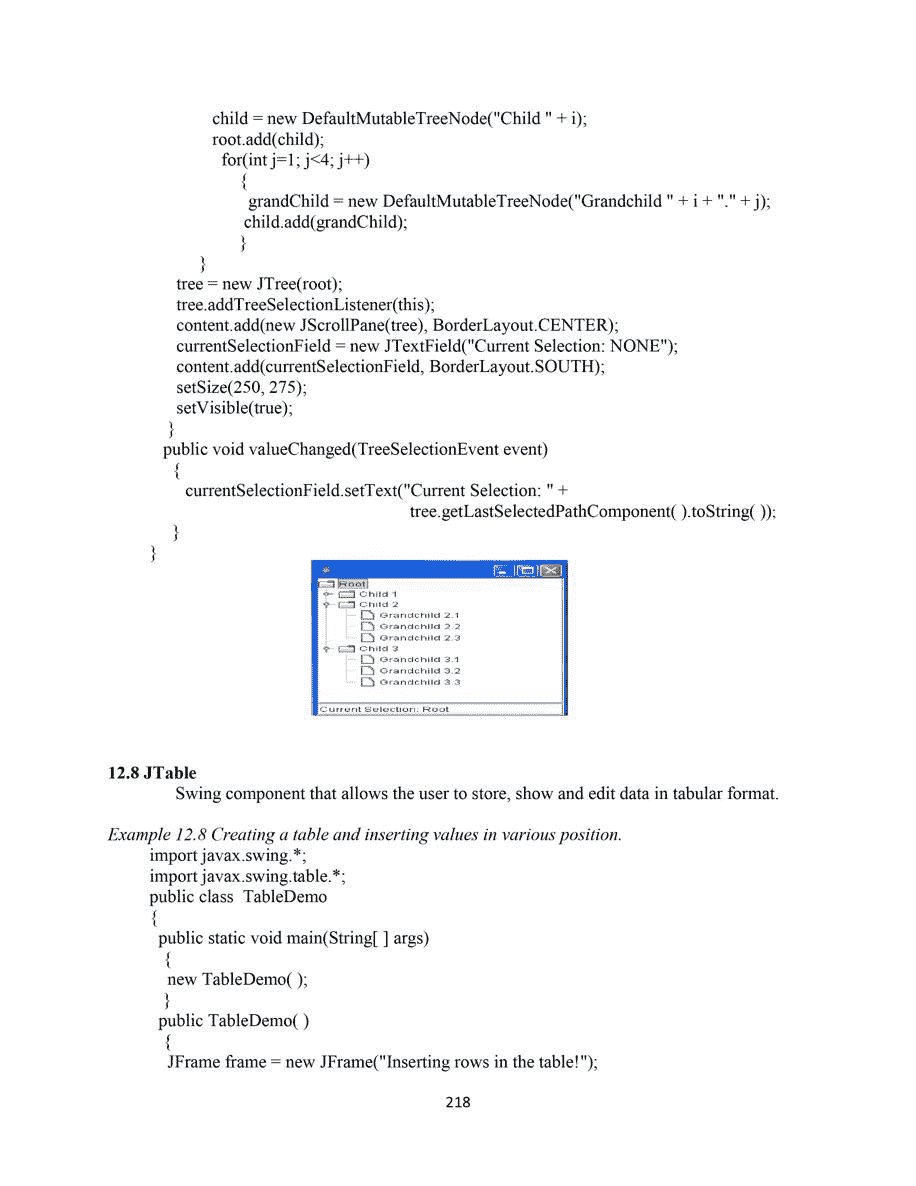 child = new DefaultMutableTreeNode("Child " + i);
root.add(child);
for(int j=1; j<4; j++)
{
grandChild = new DefaultMutableTreeNode("Grandchild " + i + "." + j);
child.add(grandChild);
}
}
tree = new JTree(root);
tree.addTreeSelectionListener(this);
content.add(new JScrollPane(tree), BorderLayout.CENTER);
currentSelectionField = new JTextField("Current Selection: NONE");
content.add(currentSelectionField, BorderLayout.SOUTH);
setSize(250, 275);
setVisible(true);
}
public void valueChanged(TreeSelectionEvent event)
{
currentSelectionField.setText("Current Selection: " +
tree.getLastSelectedPathComponent( ).toString( ));
}
}
Root
Child 1
Child 2
Grandchild 2.1
Grandchild 2.2
Grandchild 2.3
Child 3
Grandchild 3.1
Grandchild 3.2
Grandchild 3.3
Current Selection: Root
12.8 JTable
Swing component that allows the user to store, show and edit data in tabular format.
Example 12.8 Creating a table and inserting values in various position.
import javax.swing.*;
import javax.swing.table.*;
public class  TableDemo
{
public static void main(String[ ] args)
{
new TableDemo( );
}
public TableDemo( )
{
JFrame frame = new JFrame("Inserting rows in the table!");
218